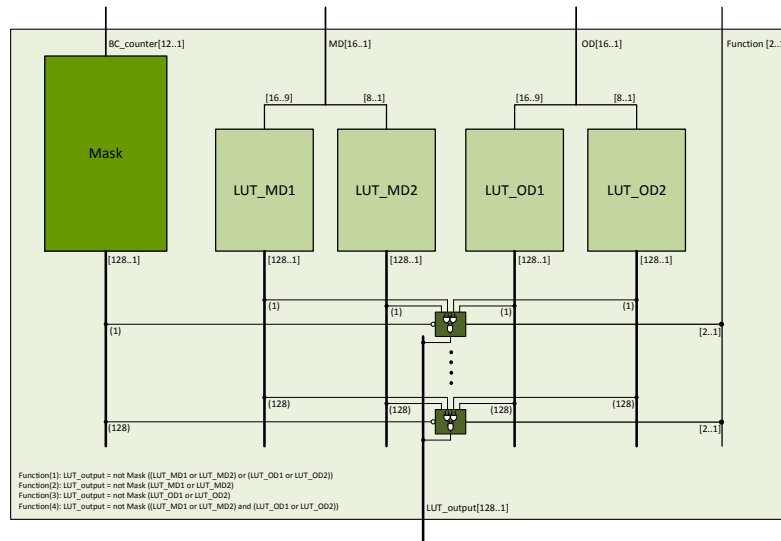 BC_counter[12..1] MD[16..1] OD[16..1] Function [2..1
[16..9] [8..1] [16..9] [8..1]
Mask
LUT_MD1 LUT_MD2 LUT_OD1 LUT_OD2
[128..1] [128..1] [128..1] [128..1] [128..1]
(1) (1) (1) (1)
(1) [2..1]
(128) (128) (128) (128)
(128) [2..1]
Function(1): LUT_output = not Mask ((LUT_MD1 or LUT_MD2) or (LUT_OD1 or LUT_OD2))
Function(2): LUT_output = not Mask (LUT_MD1 or LUT_MD2)
Function(3): LUT_output = not Mask (LUT_OD1 or LUT_OD2)
Function(4): LUT_output = not Mask ((LUT_MD1 or LUT_MD2) and (LUT_OD1 or LUT_OD2))
LUT_output[128..1]